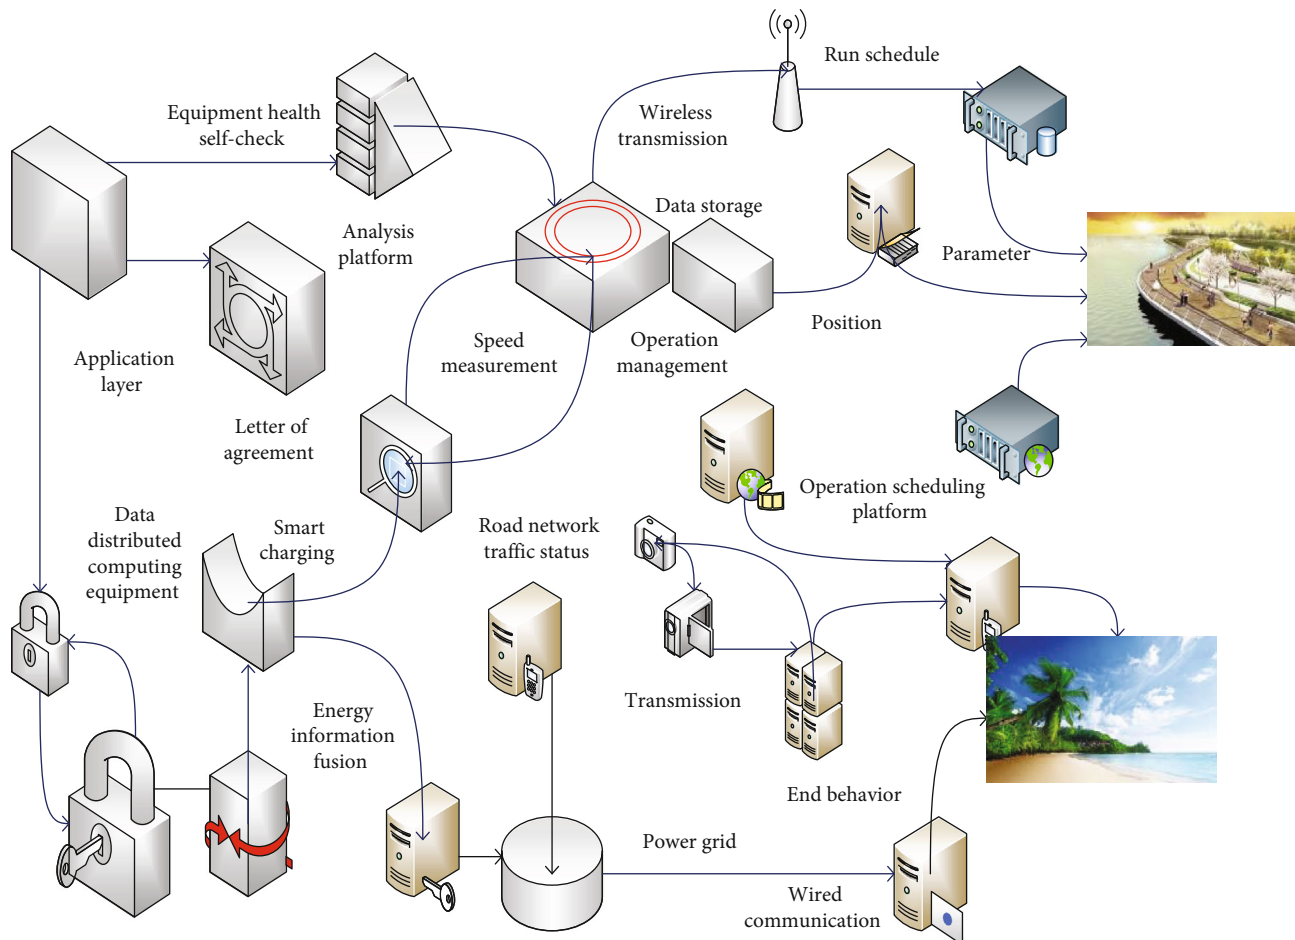 Run schedule
Equipment health
self-check
Wireless
transmission
Data storage
Analysis
platform
Parameter
Position
Speed
measurement
Operation
management
Application
layer
Letter of
agreement
Operation scheduling
platform
Data
distributed
computing
equipment
Smart
charging
Road network
traffic status
Transmission
Energy
information
fusion
End behavior
Power grid
Wired
communication